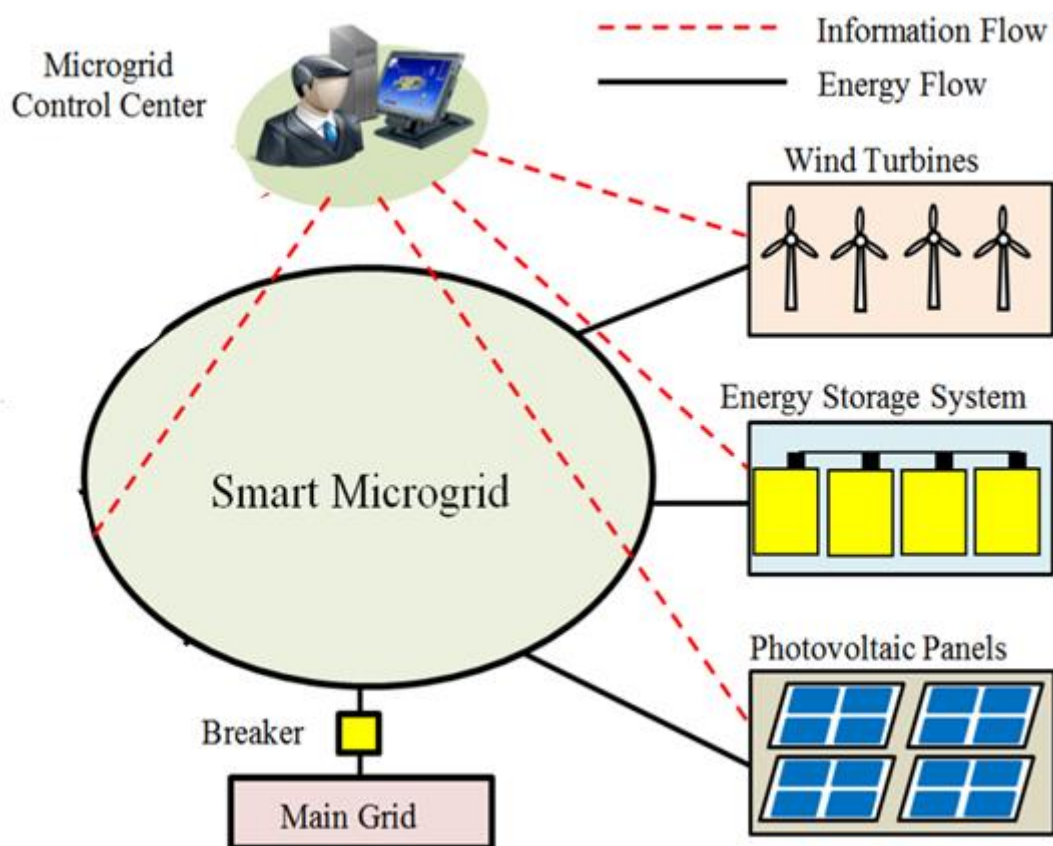 Microgrid
Control Center
Information Flow
Energy Flow
Wind Turbines
Energy Storage System
Smart Microgrid
Photovoltaic Panels
Breaker
Main Grid